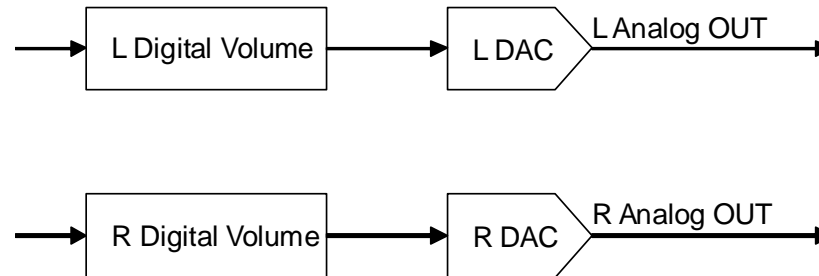 L Digital Volume
L DAC
L Analog OUT
R Digital Volume
R DAC
R Analog OUT